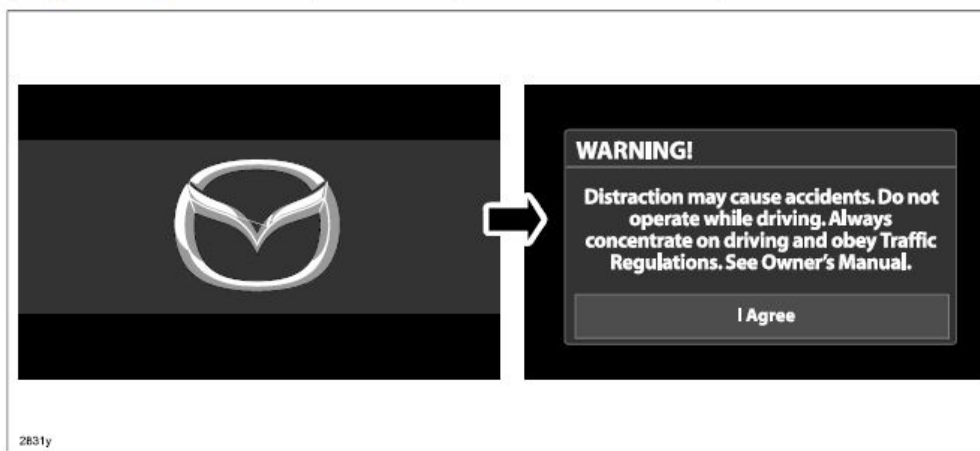 WARNING!
Distraction may cause accidents. Do not
operate while driving. Always
concentrate on driving and obey Traffic
Regulations. See Owner's Manual.
I Agree
2831y